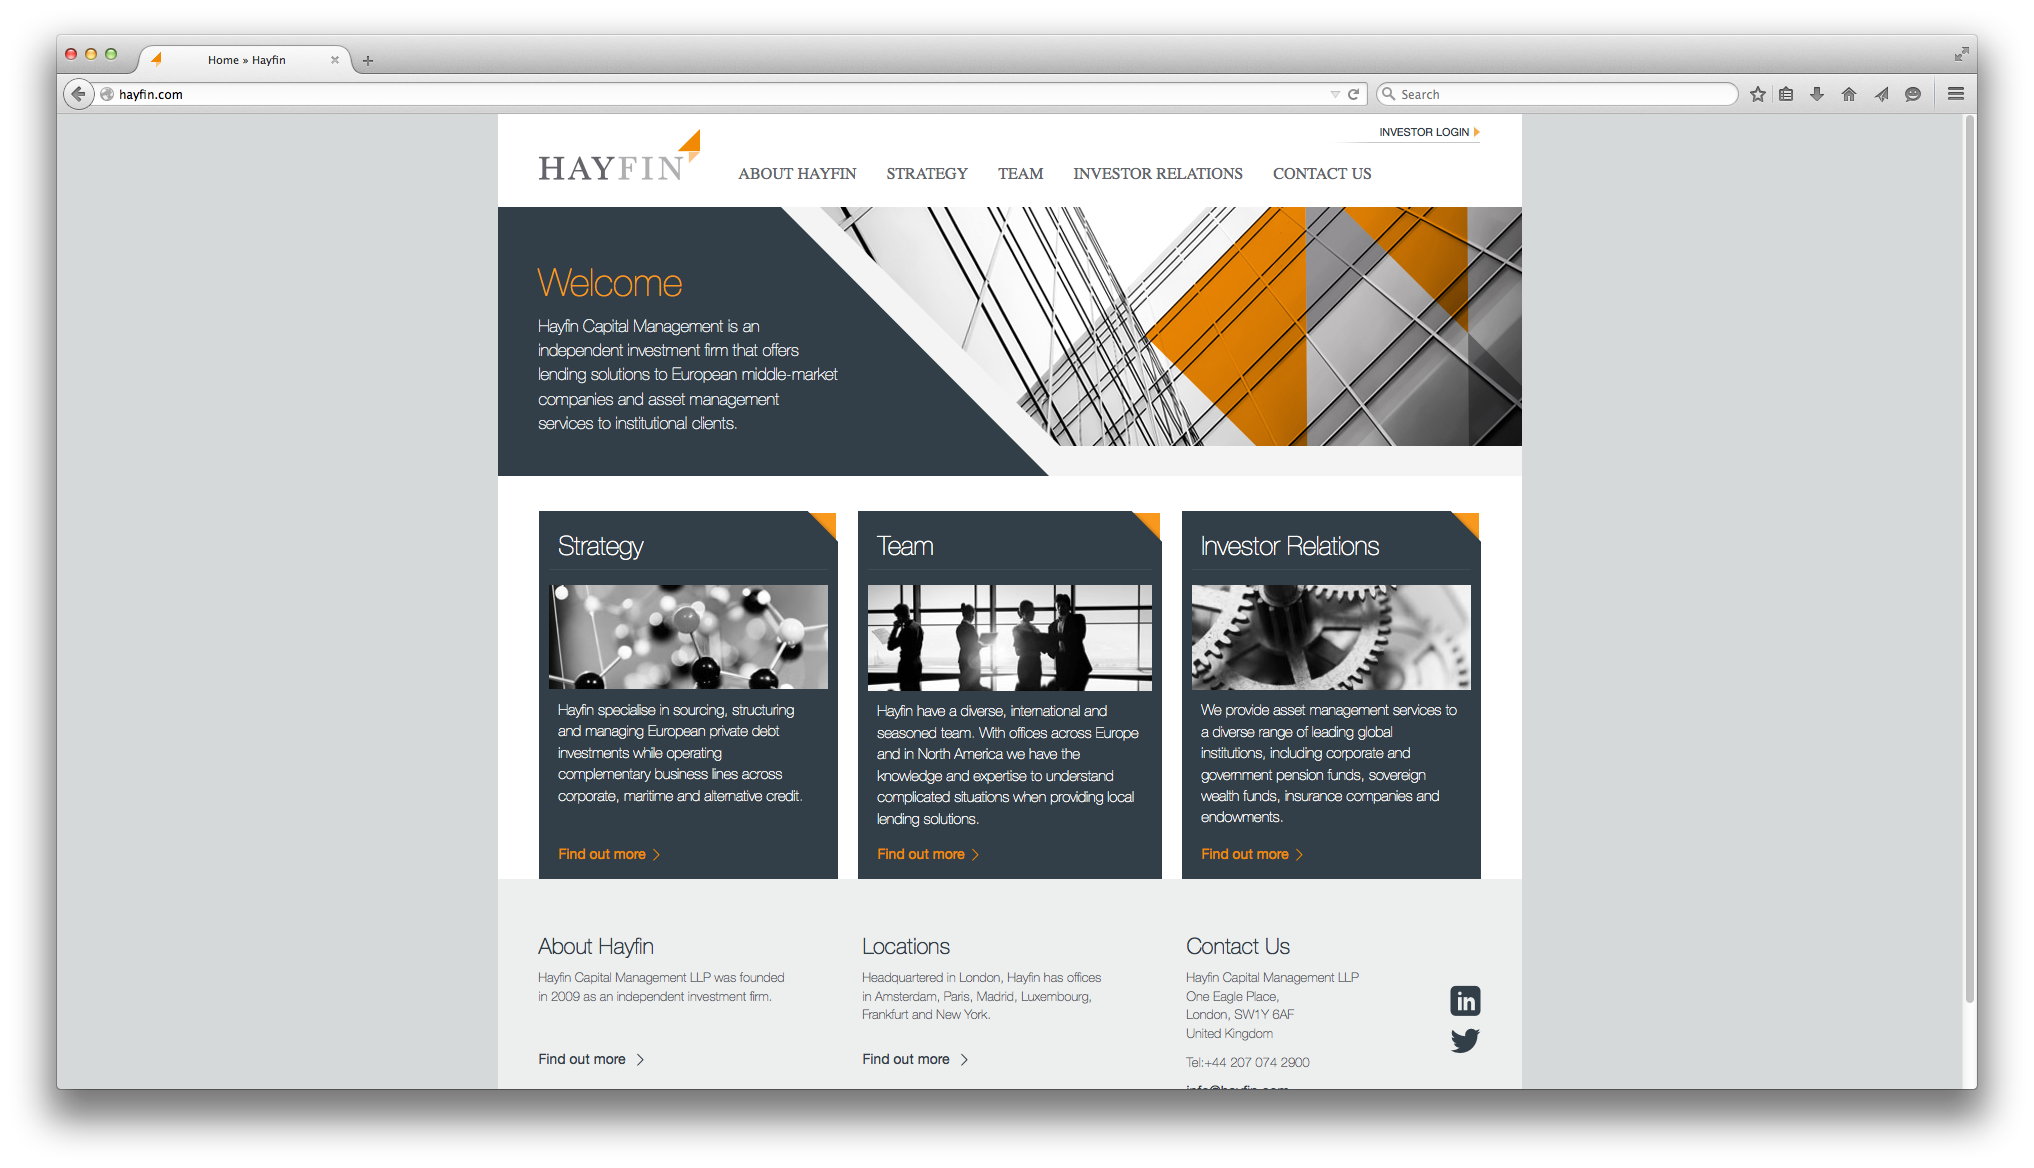 Home » Hayfin
hayfin.com
Search
INVESTOR LOGIN
HAYFIN
ABOUT HAYFIN
STRATEGY
TEAM
INVESTOR RELATIONS
CONTACT US
Welcome
Hayfin Capital Management is an
independent investment firm that offers
lending solutions to European middle-market
companies and asset management
services to institutional clients.
Strategy
Hayfin specialise in sourcing, structuring
and managing European private debt
investments while operating
complementary business lines across
corporate, maritime and alternative credit.
Find out more
Team
Hayfin have a diverse, international and
seasoned team. With offices across Europe
and in North America we have the
knowledge and expertise to understand
complicated situations when providing local
lending solutions.
Find out more
Investor Relations
We provide asset management services to
a diverse range of leading global
institutions, including corporate and
government pension funds, sovereign
wealth funds, insurance companies and
endowments.
Find out more
About Hayfin
Hayfin Capital Management LLP was founded
in 2009 as an independent investment firm.
Find out more
Locations
Headquartered in London, Hayfin has offices
in Amsterdam, Paris, Madrid, Luxembourg,
Frankfurt and New York.
Find out more
Contact Us
Hayfin Capital Management LLP
One Eagle Place,
London, SW1Y 6AF
United Kingdom
Tel:+44 207 074 2900
info@hayfin.com
in